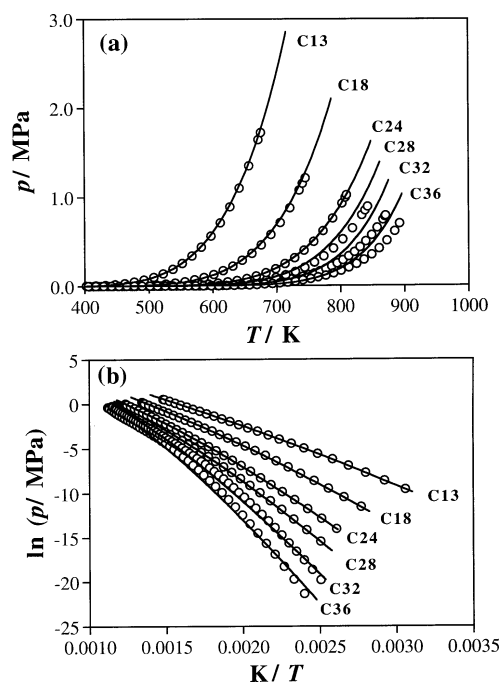 (a)
3.0
2.0
1.0
0.0
p/ MPa
C13
C18
C24
C28
C32
C36
400 500 600 700 800 900 1000
T/ K
(b)
5
0
-5
-10
-15
-20
-25
ln (p/ MPa)
C13
C18
C24
C28
C32
C36
0.0010 0.0015 0.0020 0.0025 0.0030 0.0035
K/ T